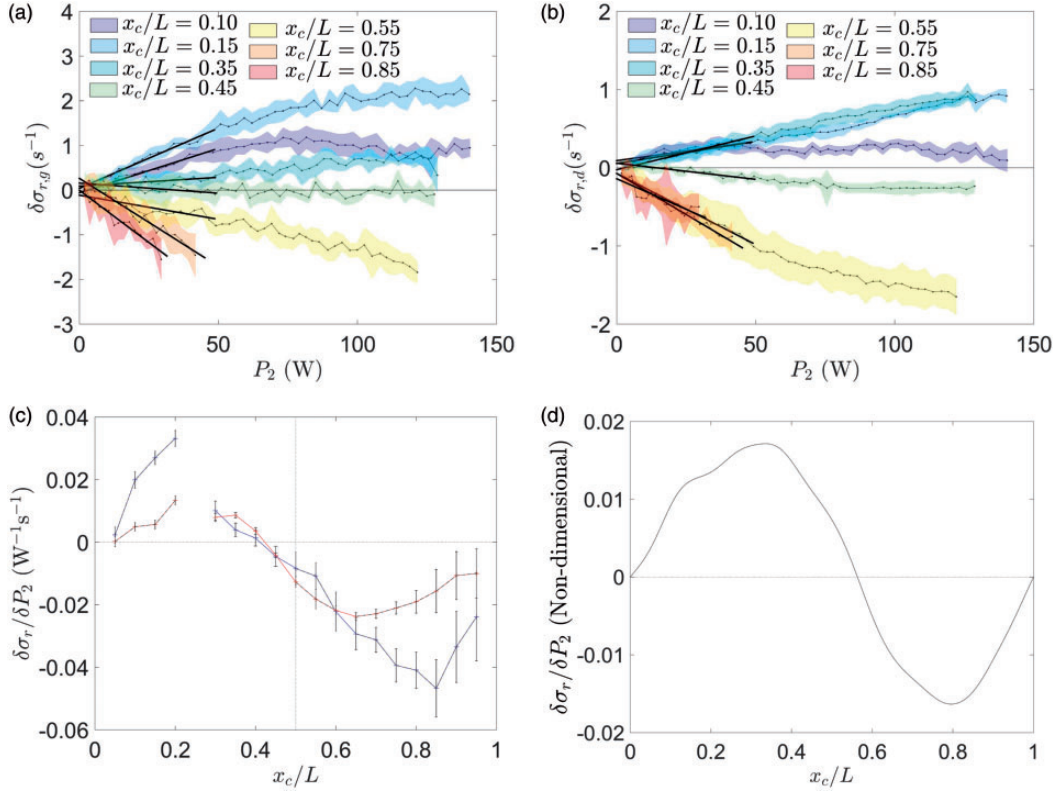 (a)
x_c/L = 0.10
x_c/L = 0.15
x_c/L = 0.35
x_c/L = 0.45
x_c/L = 0.55
x_c/L = 0.75
x_c/L = 0.85
4
3
2
1
0
-1
-2
-3
δσ_{r,g}(s^{-1})
0 50 100 150
P_2 (W)
(b)
x_c/L = 0.10
x_c/L = 0.15
x_c/L = 0.35
x_c/L = 0.45
x_c/L = 0.55
x_c/L = 0.75
x_c/L = 0.85
2
1
0
-1
-2
δσ_{r,d}(s^{-1})
0 50 100 150
P_2 (W)
(c)
0.04
0.02
0
-0.02
-0.04
-0.06
δσ_r/δP_2 (W^{-1}s^{-1})
0 0.2 0.4 0.6 0.8 1
x_c/L
(d)
0.02
0.01
0
-0.01
-0.02
δσ_r/δP_2 (Non-dimensional)
0 0.2 0.4 0.6 0.8 1
x_c/L